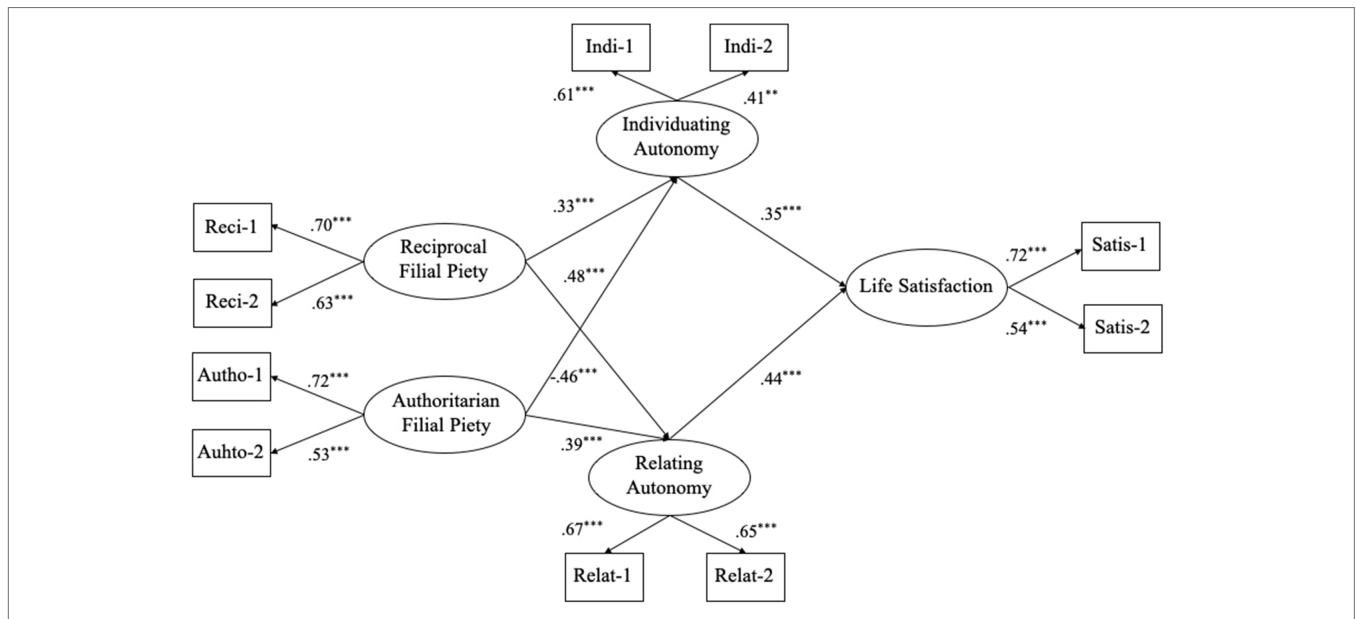 Indi-1
Indi-2
.61***
.41**
Individuating
Autonomy
.33***
.35***
Reci-1
.70***
Reciprocal
Filial Piety
Reci-2
.63***
.48***
Satis-1
.72***
Life Satisfaction
Satis-2
.54***
Autho-1
.72***
Authoritarian
Filial Piety
Auhto-2
.53***
-.46***
.44***
.39***
Relating
Autonomy
.67***
.65***
Relat-1
Relat-2